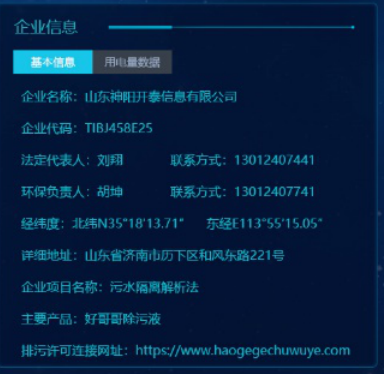 企业信息
基本信息 用电量数据
企业名称：山东神阳开泰信息有限公司
企业代码：TIBJ458E25
法定代表人：刘翔 联系方式：13012407441
环保负责人：胡坤 联系方式：13012407741
经纬度：北纬N35°18'13.71" 东经E113°55'15.05"
详细地址：山东省济南市历下区和风东路221号
企业项目名称：污水隔离解析法
主要产品：好哥哥除污液
排污许可连接网址：https://www.haogegechuwuye.com